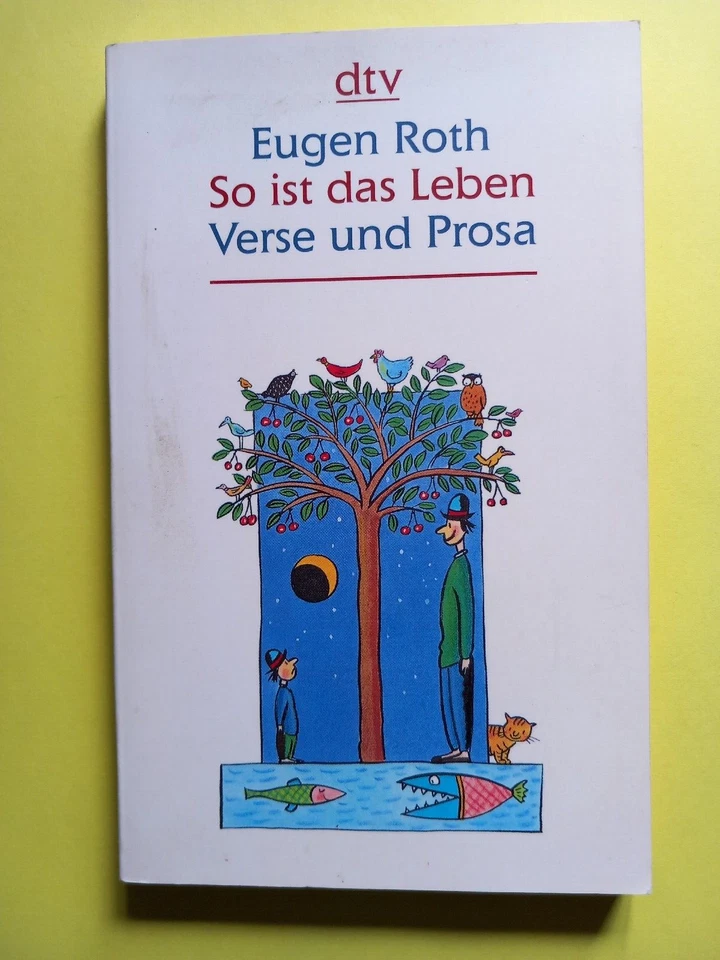 dtv
Eugen Roth
So ist das Leben
Verse und Prosa